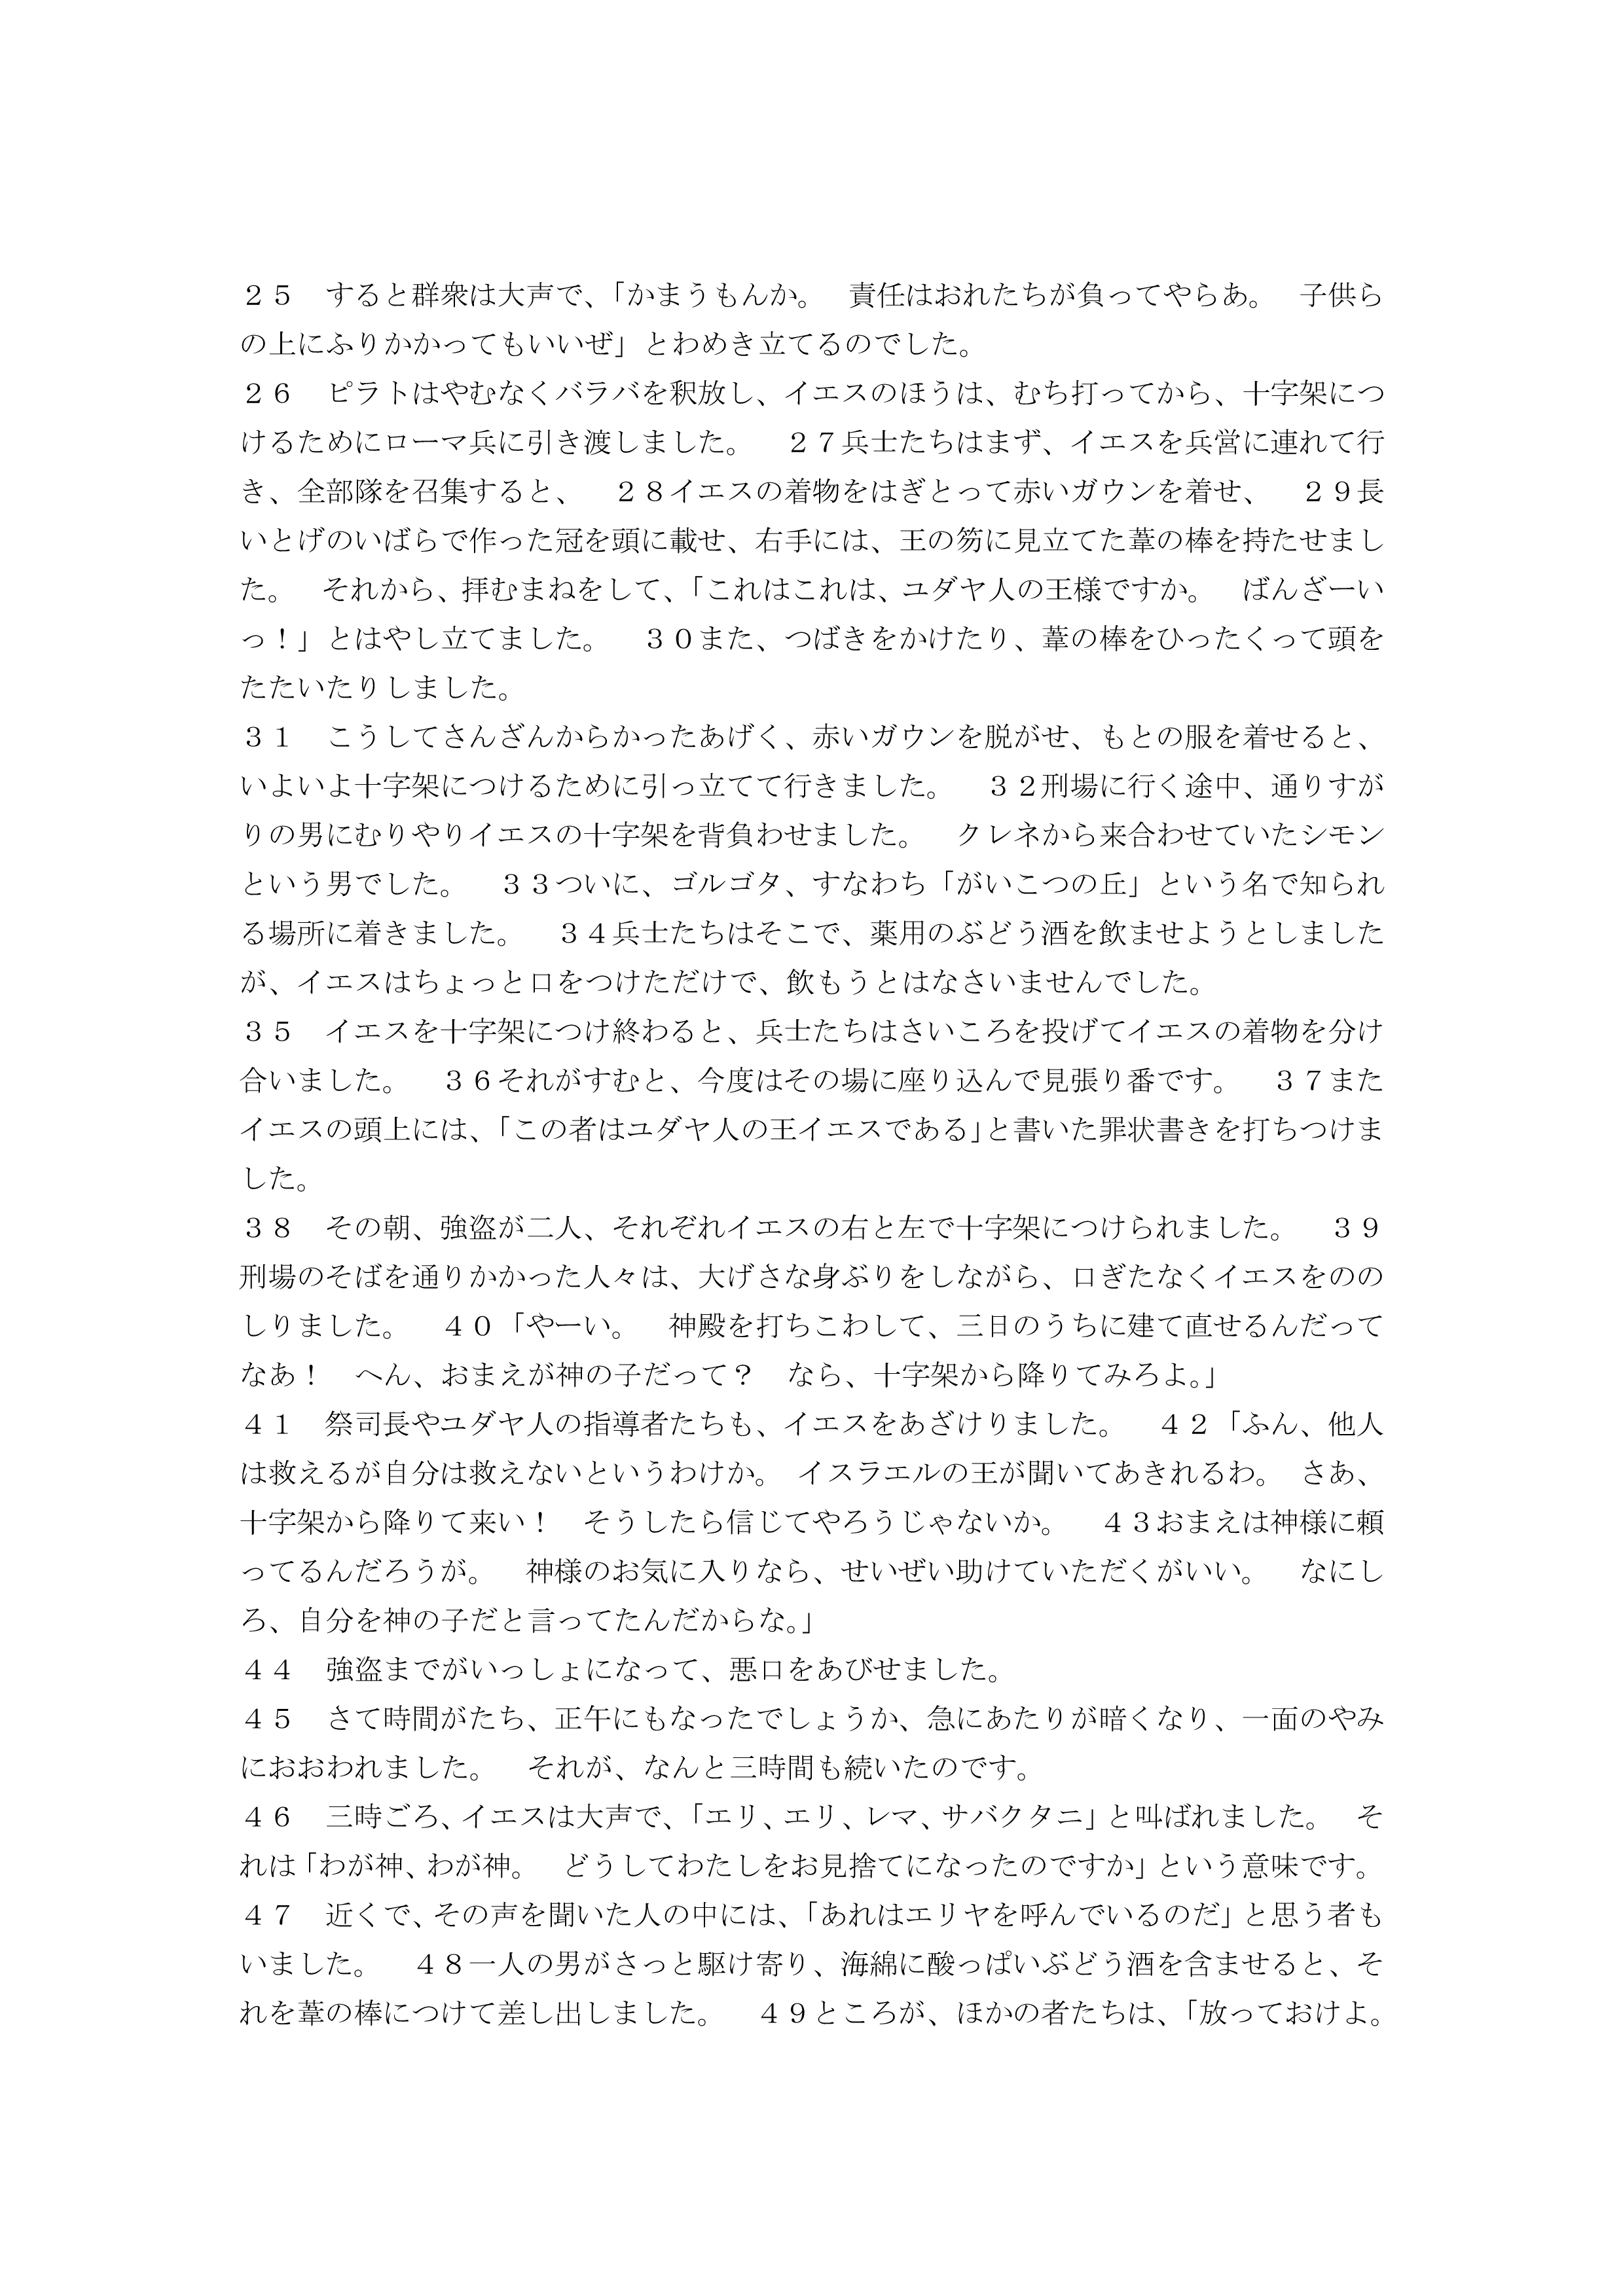 ２５　すると群衆は大声で、「かまうもんか。　責任はおれたちが負ってやらあ。　子供ら
の上にふりかかってもいいぜ」とわめき立てるのでした。
２６　ピラトはやむなくバラバを釈放し、イエスのほうは、むち打ってから、十字架につ
けるためにローマ兵に引き渡しました。　２７兵士たちはまず、イエスを兵営に連れて行
き、全部隊を召集すると、　２８イエスの着物をはぎとって赤いガウンを着せ、　２９長
いとげのいばらで作った冠を頭に載せ、右手には、王の笏に見立てた葦の棒を持たせまし
た。　それから、拝むまねをして、「これはこれは、ユダヤ人の王様ですか。　ばんざーい
っ！」とはやし立てました。　３０また、つばきをかけたり、葦の棒をひったくって頭を
たたいたりしました。
３１　こうしてさんざんからかったあげく、赤いガウンを脱がせ、もとの服を着せると、
いよいよ十字架につけるために引っ立てて行きました。　３２刑場に行く途中、通りすが
りの男にむりやりイエスの十字架を背負わせました。　クレネから来合わせていたシモン
という男でした。　３３ついに、ゴルゴタ、すなわち「がいこつの丘」という名で知られ
る場所に着きました。　３４兵士たちはそこで、薬用のぶどう酒を飲ませようとしました
が、イエスはちょっと口をつけただけで、飲もうとはなさいませんでした。
３５　イエスを十字架につけ終わると、兵士たちはさいころを投げてイエスの着物を分け
合いました。　３６それがすむと、今度はその場に座り込んで見張り番です。　３７また
イエスの頭上には、「この者はユダヤ人の王イエスである」と書いた罪状書きを打ちつけま
した。
３８　その朝、強盗が二人、それぞれイエスの右と左で十字架につけられました。　３９
刑場のそばを通りかかった人々は、大げさな身ぶりをしながら、口ぎたなくイエスをのの
しりました。　４０「やーい。　神殿を打ちこわして、三日のうちに建て直せるんだって
なあ！　へん、おまえが神の子だって？　なら、十字架から降りてみろよ。」
４１　祭司長やユダヤ人の指導者たちも、イエスをあざけりました。　４２「ふん、他人
は救えるが自分は救えないというわけか。　イスラエルの王が聞いてあきれるわ。　さあ、
十字架から降りて来い！　そうしたら信じてやろうじゃないか。　４３おまえは神様に頼
ってるんだろうが。　神様のお気に入りなら、せいぜい助けていただくがいい。　なにし
ろ、自分を神の子だと言ってたんだからな。」
４４　強盗までがいっしょになって、悪口をあびせました。
４５　さて時間がたち、正午にもなったでしょうか、急にあたりが暗くなり、一面のやみ
におおわれました。　それが、なんと三時間も続いたのです。
４６　三時ごろ、イエスは大声で、「エリ、エリ、レマ、サバクタニ」と叫ばれました。　そ
れは「わが神、わが神。　どうしてわたしをお見捨てになったのですか」という意味です。
４７　近くで、その声を聞いた人の中には、「あれはエリヤを呼んでいるのだ」と思う者も
いました。　４８一人の男がさっと駆け寄り、海綿に酸っぱいぶどう酒を含ませると、そ
れを葦の棒につけて差し出しました。　４９ところが、ほかの者たちは、「放っておけよ。